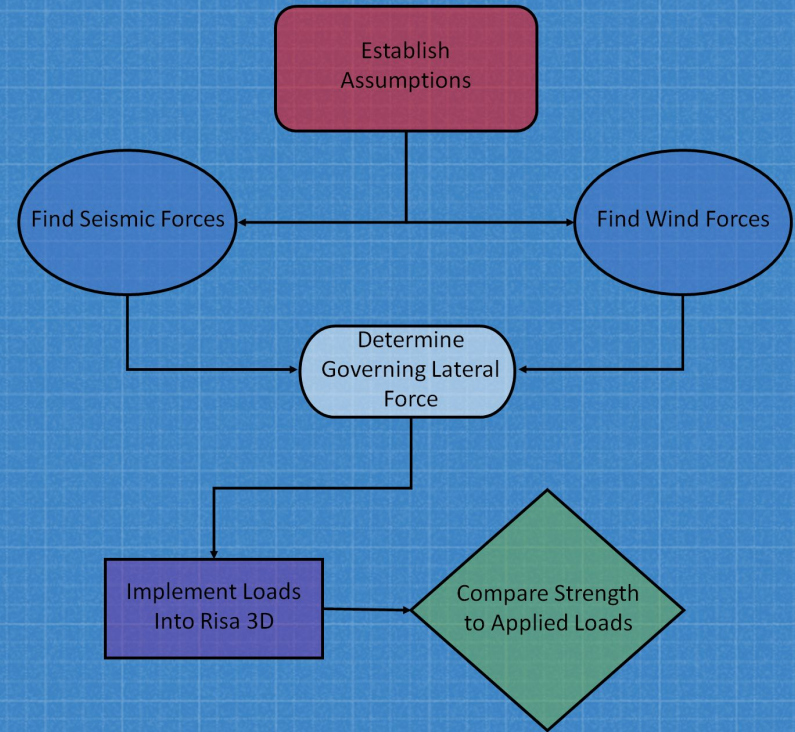 Establish
Assumptions
Find Seismic Forces
Find Wind Forces
Determine
Governing Lateral
Force
Implement Loads
Into Risa 3D
Compare Strength
to Applied Loads